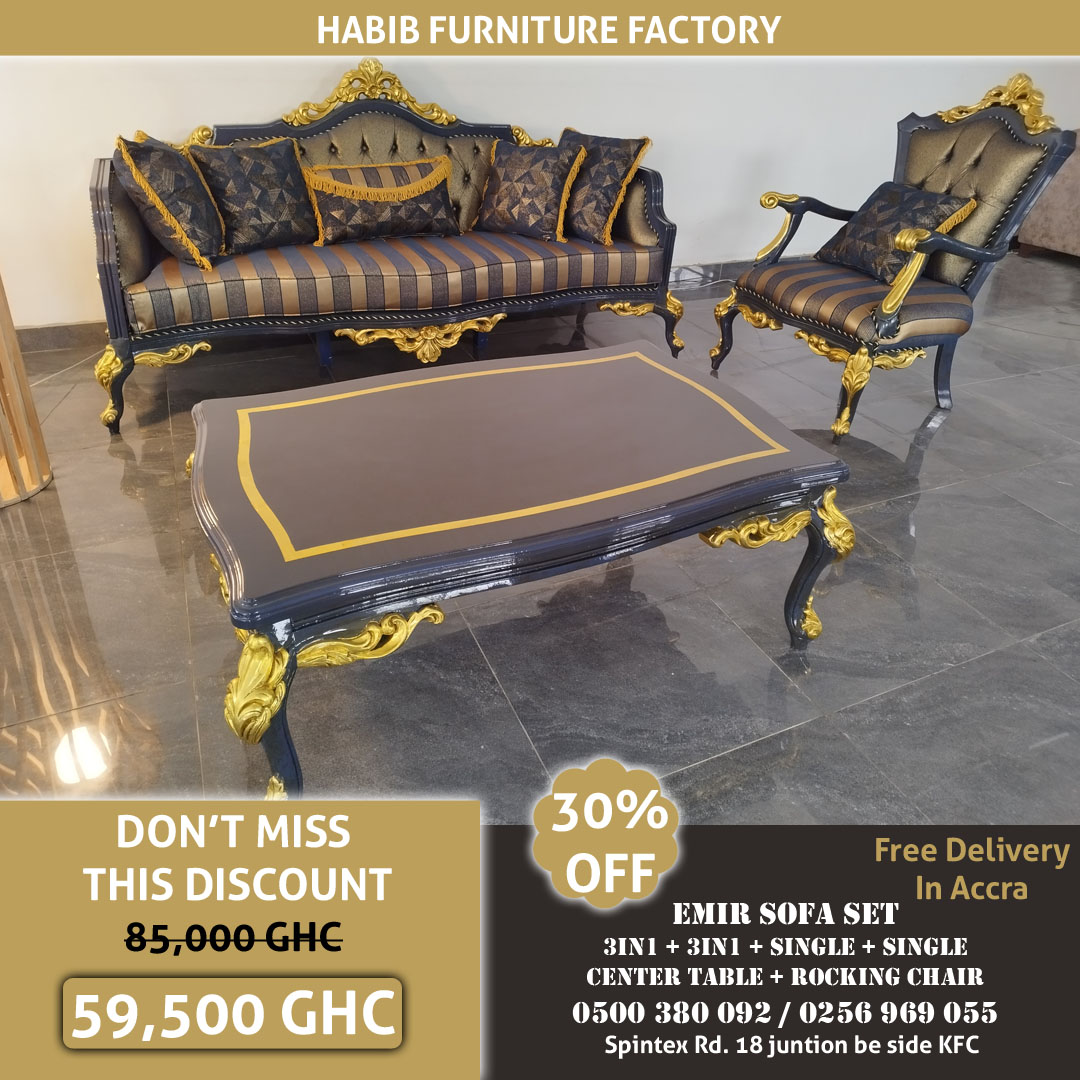 HABIB FURNITURE FACTORY
DON'T MISS
THIS DISCOUNT
85,000 GHC
59,500 GHC
30%
OFF
Free Delivery
In Accra
EMIR SOFA SET
3IN1 + 3IN1 + SINGLE + SINGLE
CENTER TABLE + ROCKING CHAIR
0500 380 092 / 0256 969 055
Spintex Rd. 18 juntion be side KFC